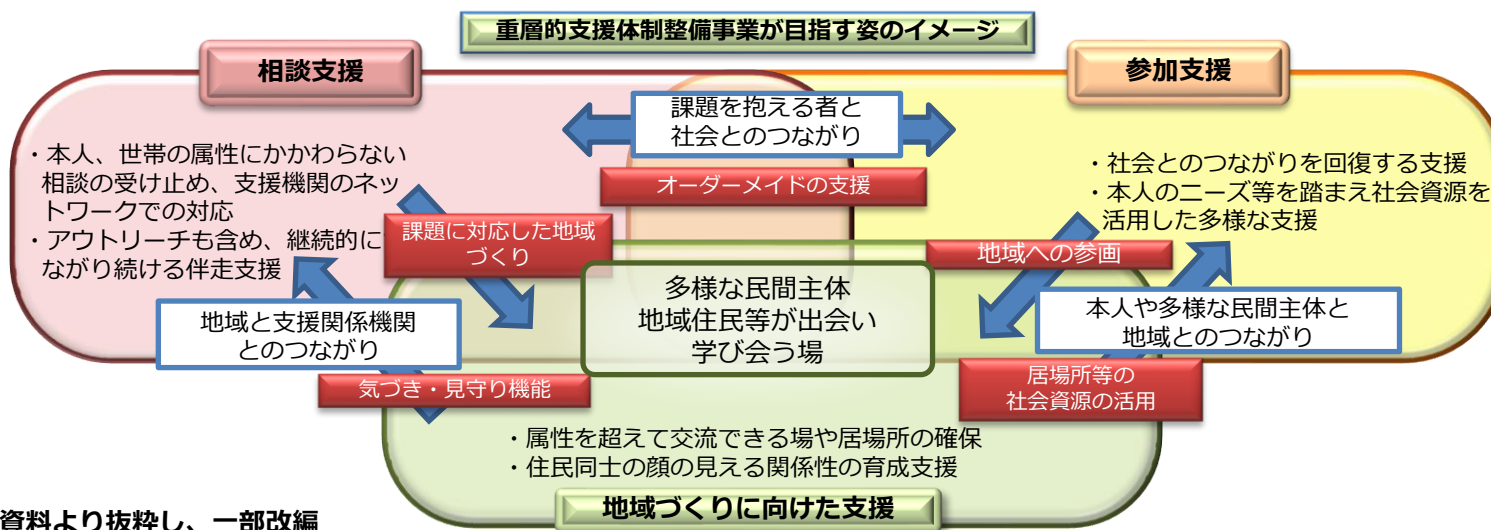 重層的支援体制整備事業が目指す姿のイメージ
相談支援
参加支援
課題を抱える者と
社会とのつながり
オーダーメイドの支援
・本人、世帯の属性にかかわらない
相談の受け止め、支援機関のネッ
トワークでの対応
・アウトリーチも含め、継続的に
ながり続ける伴走支援
・社会とのつながりを回復する支援
・本人のニーズ等を踏まえ社会資源を
活用した多様な支援
課題に対応した地域
づくり
地域への参画
多様な民間主体
地域住民等が出会い
学び会う場
地域と支援関係機関
とのつながり
本人や多様な民間主体と
地域とのつながり
気づき・見守り機能
居場所等の
社会資源の活用
・属性を超えて交流できる場や居場所の確保
・住民同士の顔の見える関係性の育成支援
地域づくりに向けた支援
資料より抜粋し、一部改編